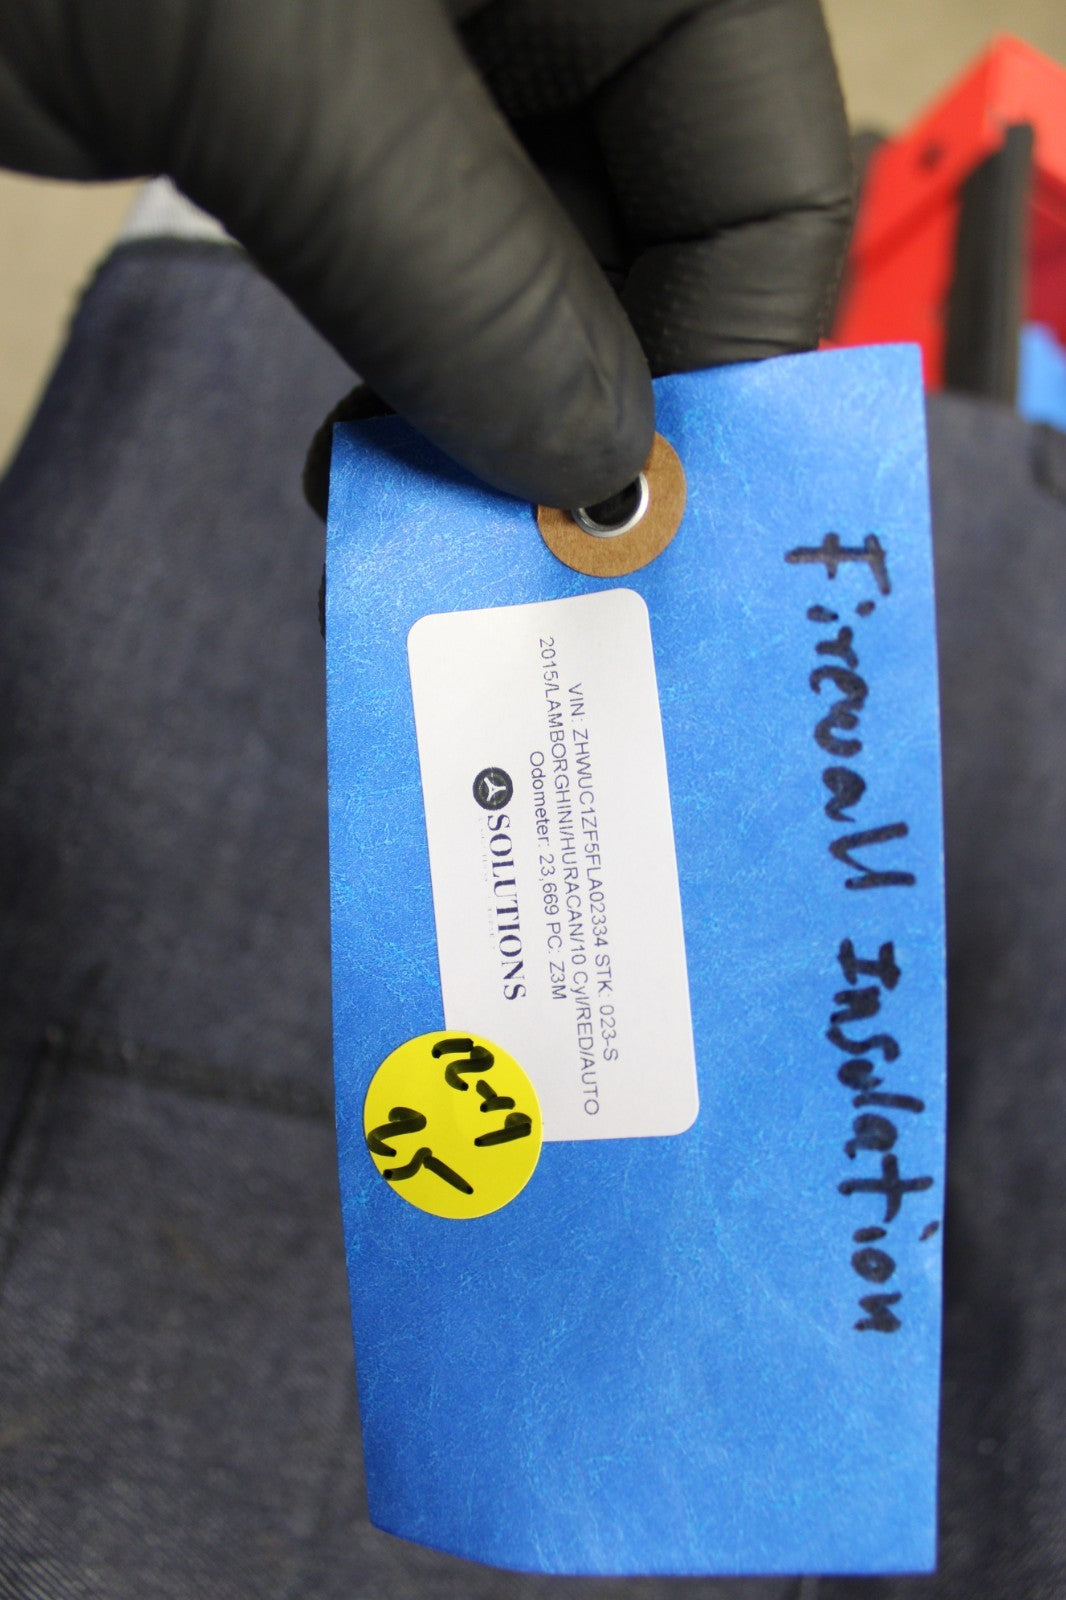 Firewall Insulation
VIN: ZHWUC1ZF5FLA02334 STK: 023-S
2015/LAMBORGHINI/HURACAN/10 Cyl/RED/AUTO
Odometer: 23,669 PC: Z3M
SOLUTIONS
12-19
25